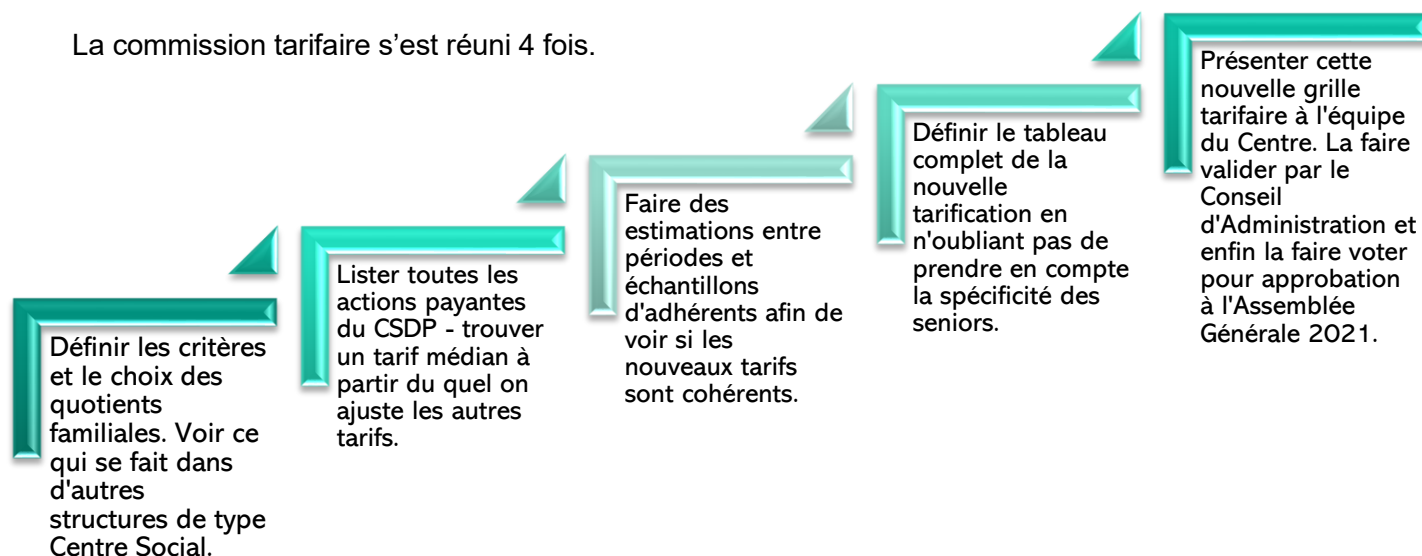 La commission tarifaire s’est réuni 4 fois.
Définir les critères
et le choix des
quotients
familiales. Voir ce
qui se fait dans
d'autres
structures de type
Centre Social.
Lister toutes les
actions payantes
du CSDP - trouver
un tarif médian à
partir du quel on
ajuste les autres
tarifs.
Faire des
estimations entre
périodes et
échantillons
d'adhérents afin de
voir si les
nouveaux tarifs
sont cohérents.
Définir le tableau
complet de la
nouvelle
tarification en
n'oubliant pas de
prendre en compte
la spécificité des
seniors.
Présenter cette
nouvelle grille
tarifaire à l'équipe
du Centre. La faire
valider par le
Conseil
d'Administration et
enfin la faire voter
pour approbation
à l'Assemblée
Générale 2021.